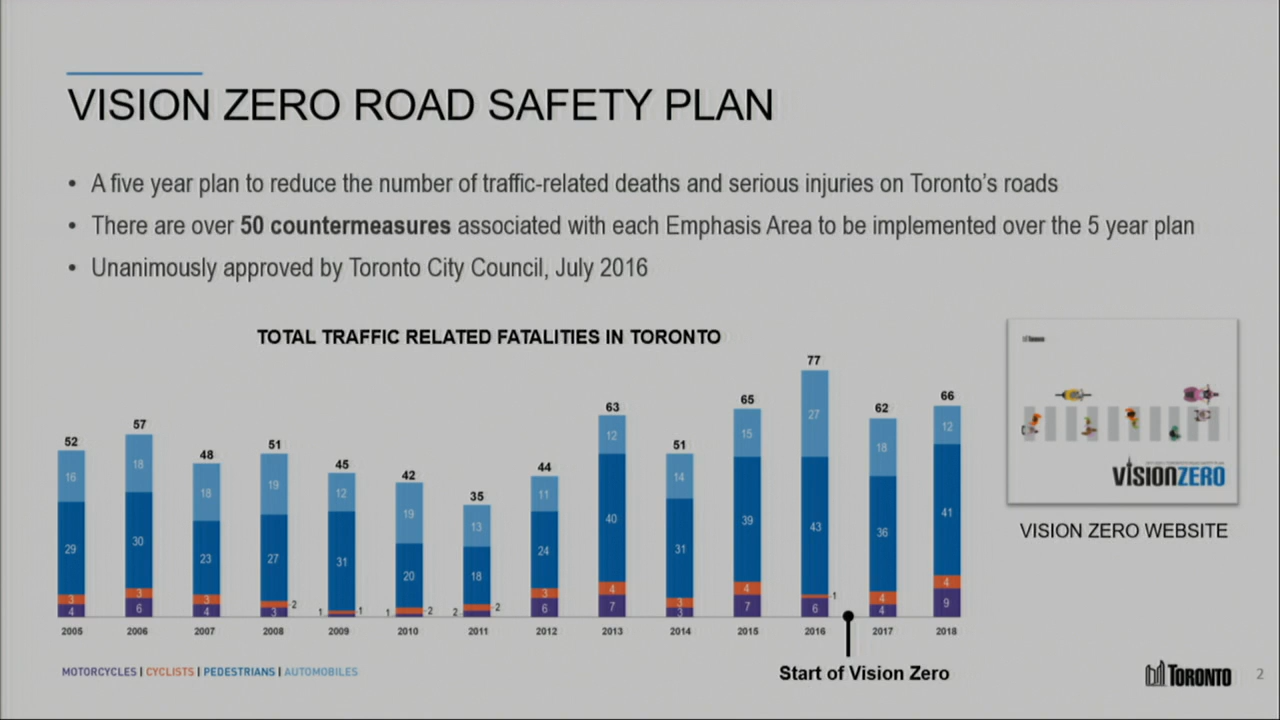 VISION ZERO ROAD SAFETY PLAN
• A five year plan to reduce the number of traffic-related deaths and serious injuries on Toronto's roads
• There are over 50 countermeasures associated with each Emphasis Area to be implemented over the 5 year plan
• Unanimously approved by Toronto City Council, July 2016
TOTAL TRAFFIC RELATED FATALITIES IN TORONTO
52 57 48 51 45 42 35 44 63 51 65 77 62 66
16 18 18 19 12 19 13 11 12 14 15 27 18 12
29 30 23 27 31 20 18 24 40 31 39 43 36 41
3 3 3 2 1 2 2 3 4 3 4 1 4 4
4 6 4 3 1 1 2 6 7 3 7 6 4 9
2005 2006 2007 2008 2009 2010 2011 2012 2013 2014 2015 2016 2017 2018
MOTORCYCLES | CYCLISTS | PEDESTRIANS | AUTOMOBILES
Start of Vision Zero
Toronto
VISIONZERO
VISION ZERO WEBSITE
TORONTO
2